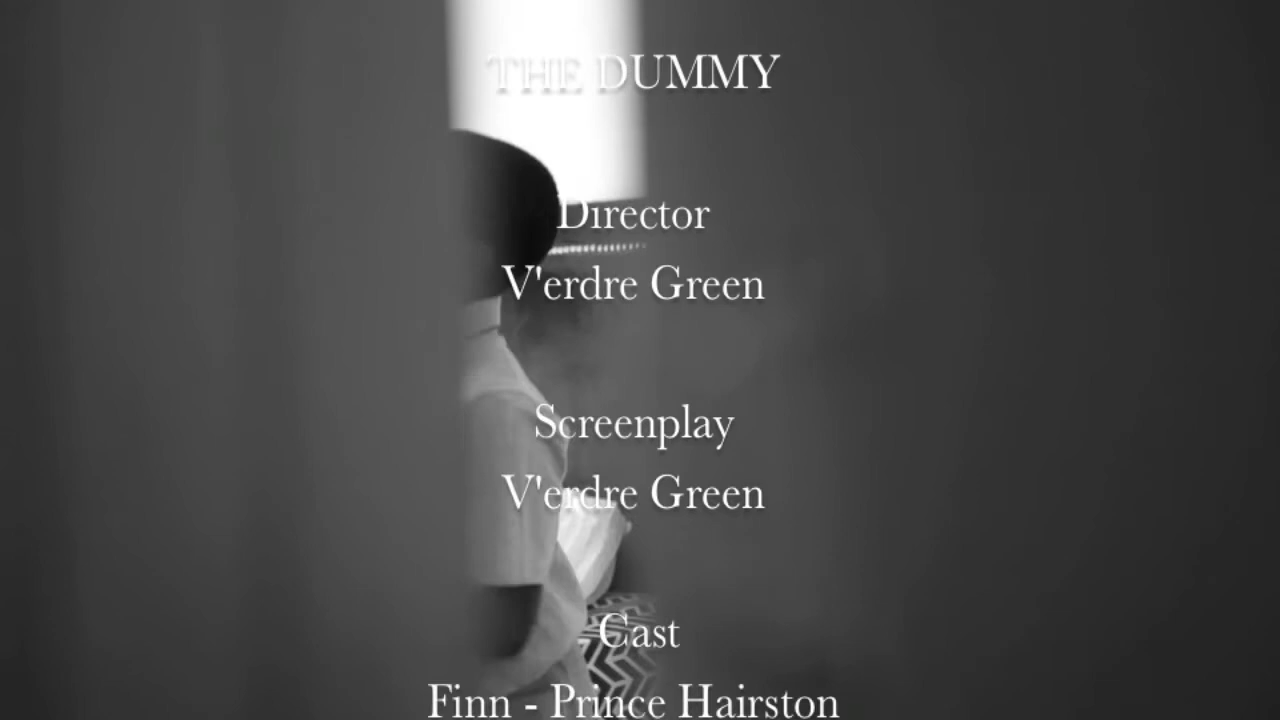 THE DUMMY
Director
V'erdre Green
Screenplay
V'erdre Green
Cast
Finn - Prince Hairston